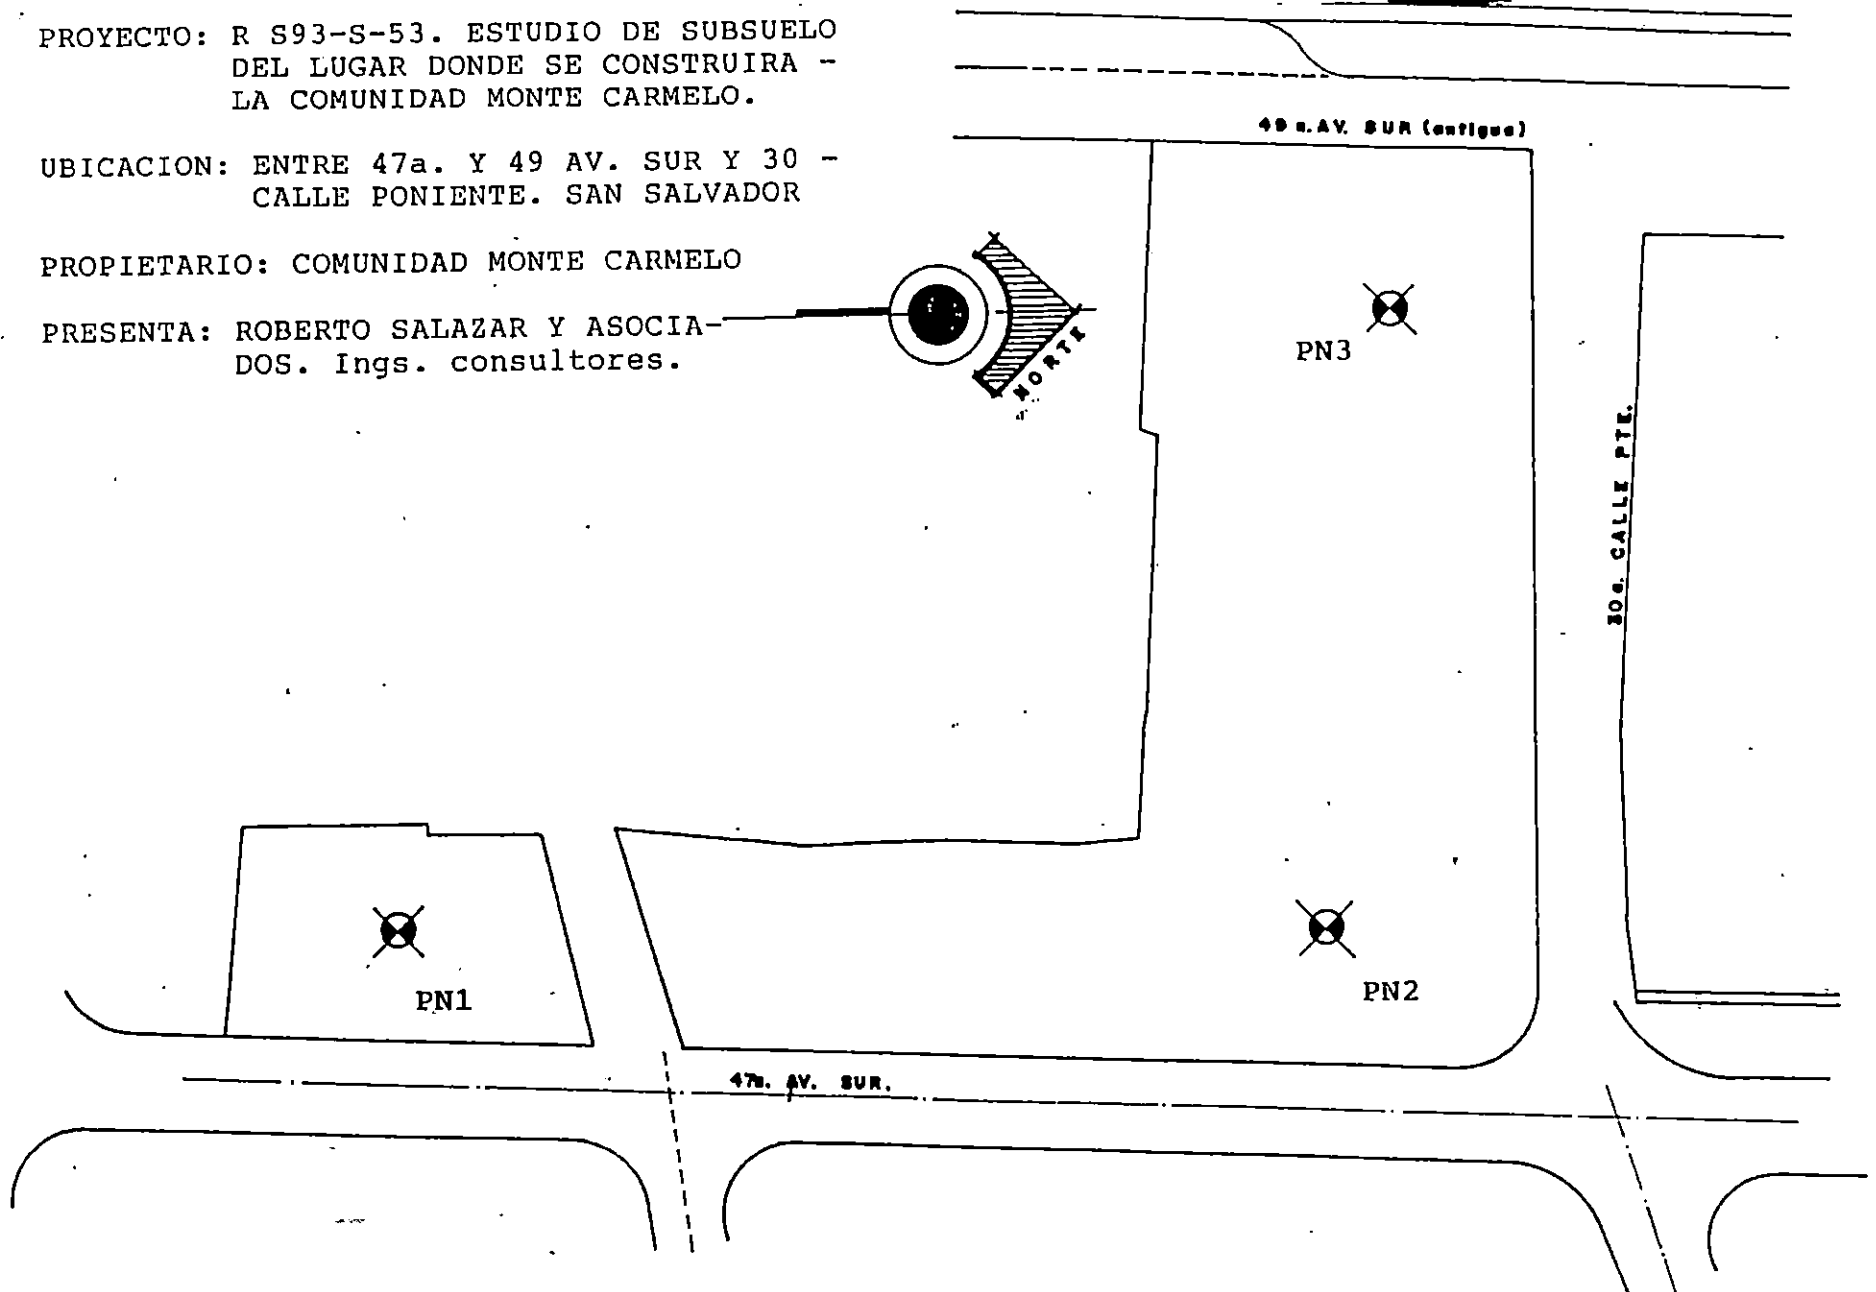 PROYECTO: R S93-S-53. ESTUDIO DE SUBSUELO
DEL LUGAR DONDE SE CONSTRUIRA -
LA COMUNIDAD MONTE CARMELO.
UBICACION: ENTRE 47a. Y 49 AV. SUR Y 30 -
CALLE PONIENTE. SAN SALVADOR
PROPIETARIO: COMUNIDAD MONTE CARMELO
PRESENTA: ROBERTO SALAZAR Y ASOCIA-
DOS. Ings. consultores.
49 a. AV. SUR (antigua)
NORTE
PN3
30 a. CALLE PTE.
PN1
PN2
47a. AV. SUR.